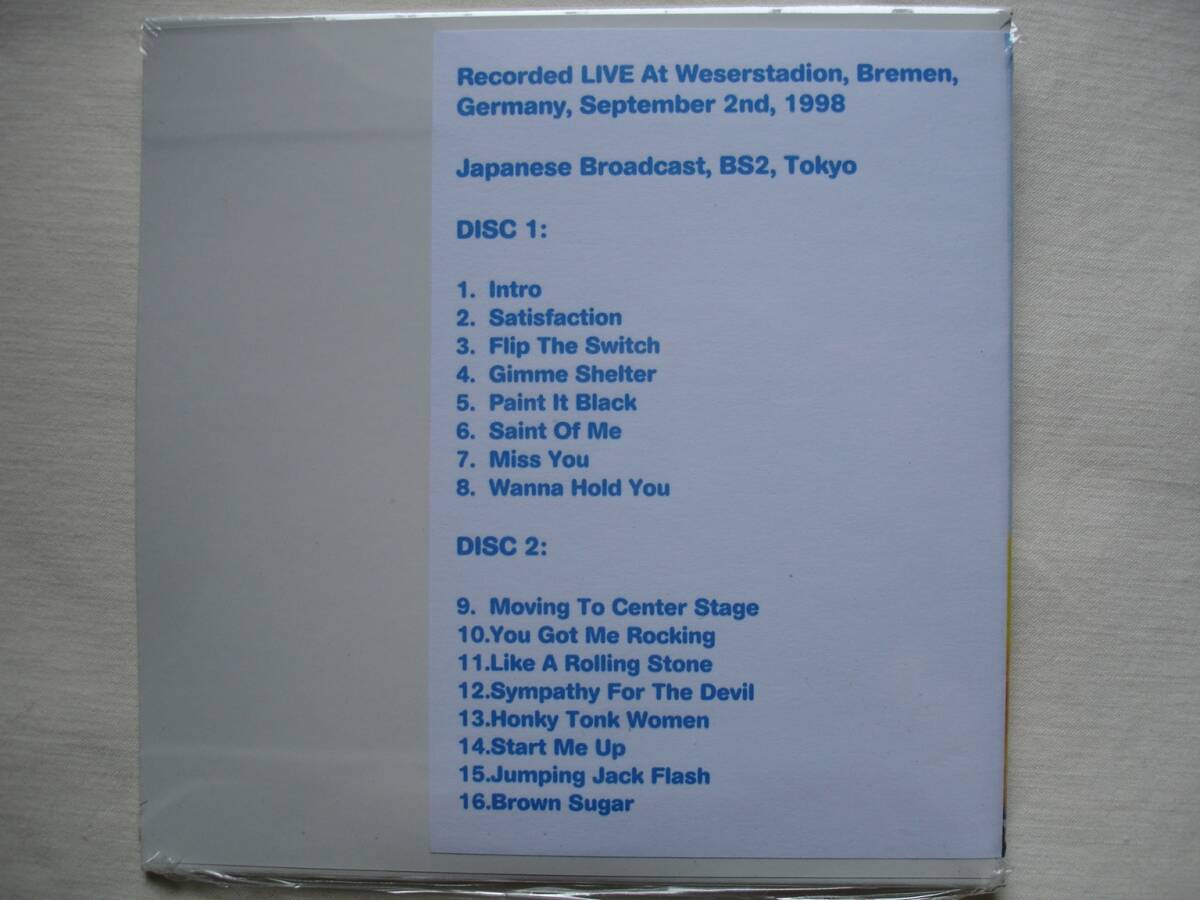 Recorded LIVE At Weserstadion, Bremen,
Germany, September 2nd, 1998
Japanese Broadcast, BS2, Tokyo
DISC 1:
1. Intro
2. Satisfaction
3. Flip The Switch
4. Gimme Shelter
5. Paint It Black
6. Saint Of Me
7. Miss You
8. Wanna Hold You
DISC 2:
9. Moving To Center Stage
10.You Got Me Rocking
11.Like A Rolling Stone
12.Sympathy For The Devil
13.Honky Tonk Women
14.Start Me Up
15.Jumping Jack Flash
16.Brown Sugar